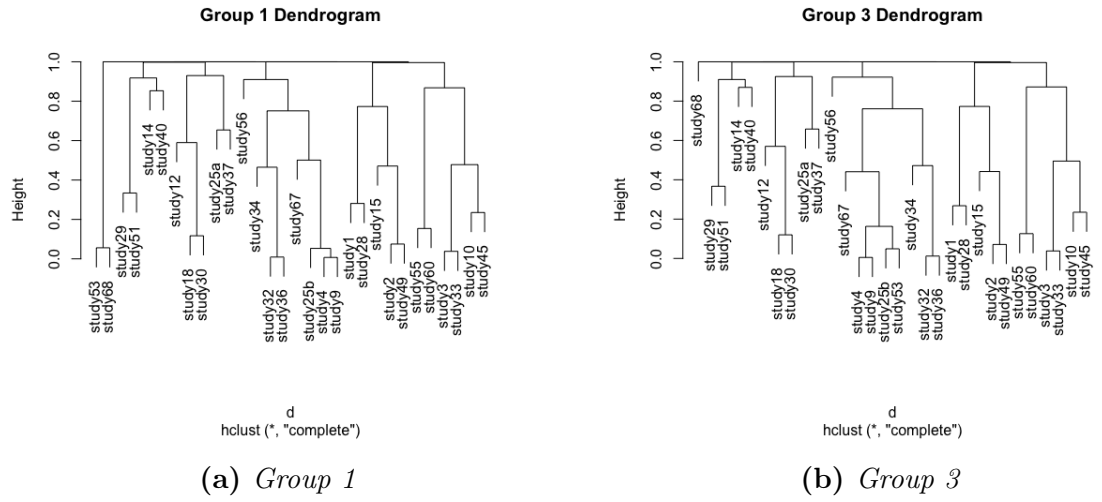 Group 1 Dendrogram
Height
1.0
0.8
0.6
0.4
0.2
0.0
study53
study68
study29
study51
study14
study40
study12
study18
study30
study25a
study37
study56
study34
study32
study36
study67
study25b
study4
study9
study1
study28
study15
study2
study49
study55
study60
study3
study33
study10
study45
d
hclust (*, "complete")
(a) Group 1
Group 3 Dendrogram
Height
1.0
0.8
0.6
0.4
0.2
0.0
study68
study29
study51
study14
study40
study12
study18
study30
study25a
study37
study56
study67
study4
study9
study25b
study53
study34
study32
study36
study1
study28
study15
study2
study49
study55
study60
study3
study33
study10
study45
d
hclust (*, "complete")
(b) Group 3